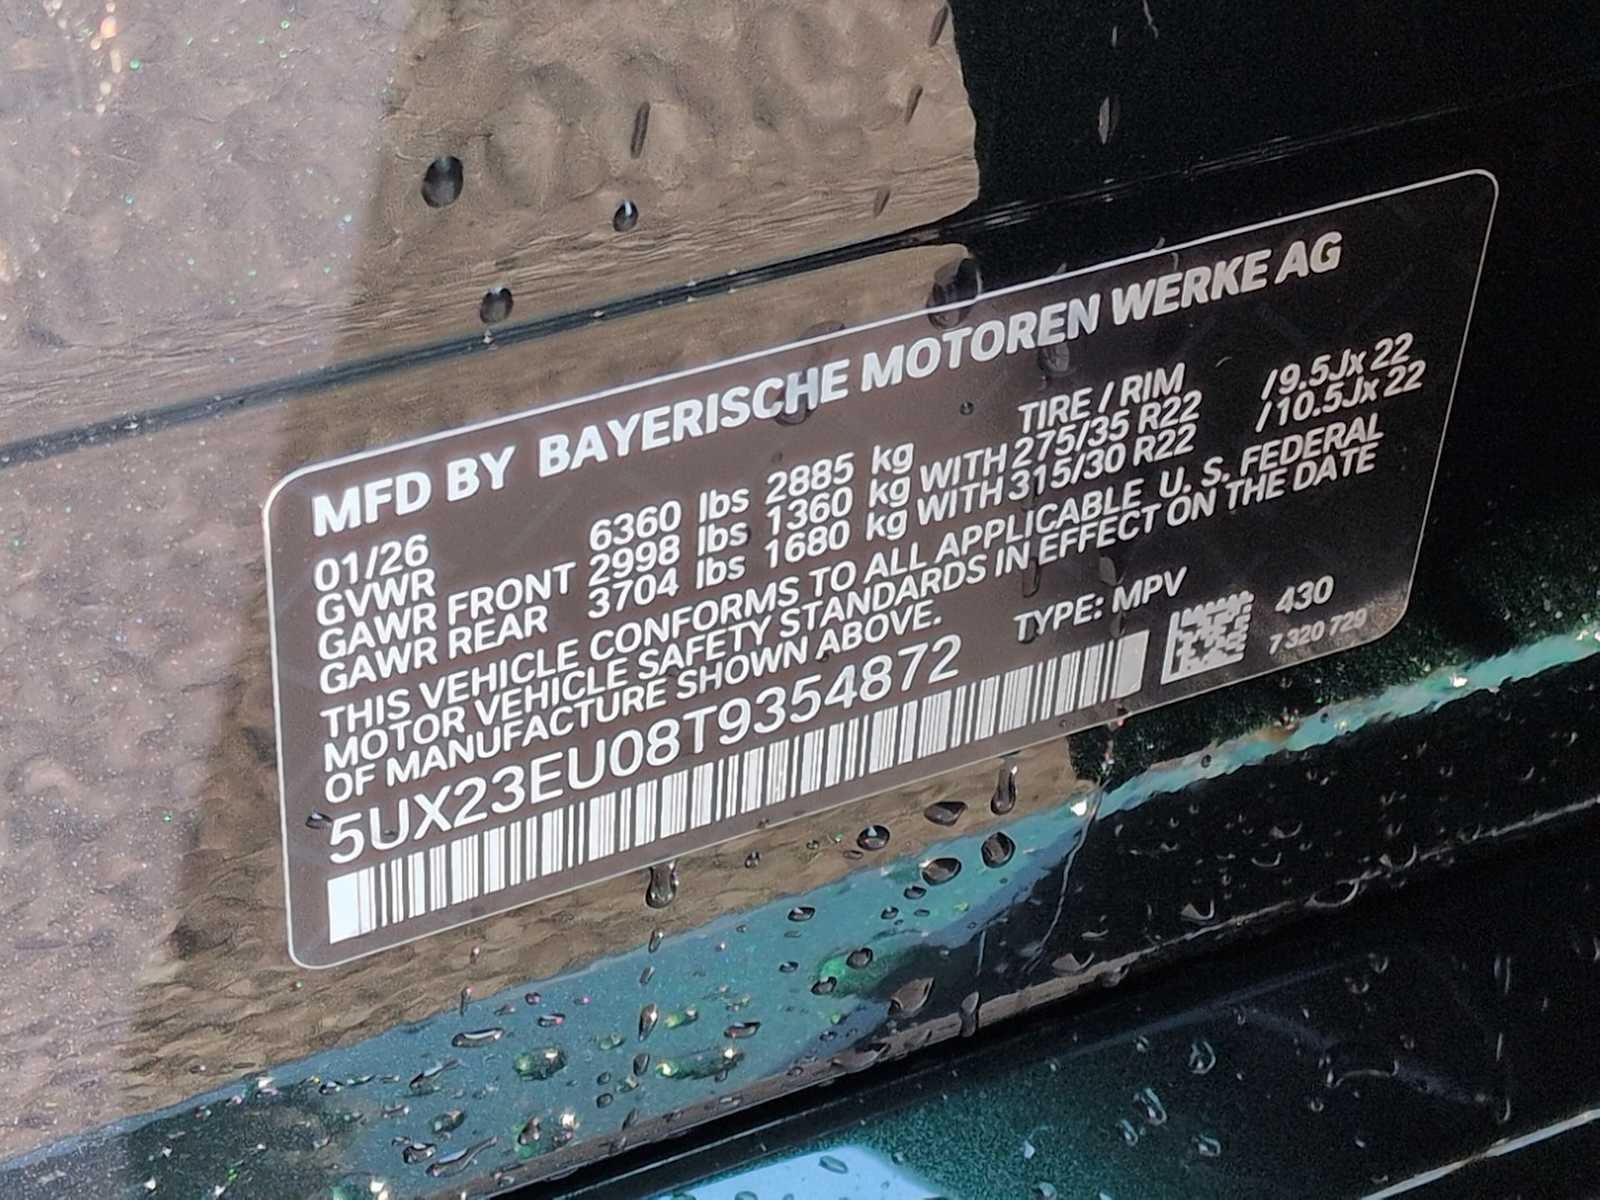 MFD BY BAYERISCHE MOTOREN WERKE AG
01/26 TIRE / RIM
GVWR 6360 lbs 2885 kg
GAWR FRONT 2998 lbs 1360 kg WITH 275/35 R22 /9.5Jx 22
GAWR REAR 3704 lbs 1680 kg WITH 315/30 R22 /10.5Jx 22
THIS VEHICLE CONFORMS TO ALL APPLICABLE U. S. FEDERAL
MOTOR VEHICLE SAFETY STANDARDS IN EFFECT ON THE DATE
OF MANUFACTURE SHOWN ABOVE.
5UX23EU08T9354872 TYPE: MPV 430
7 320 729